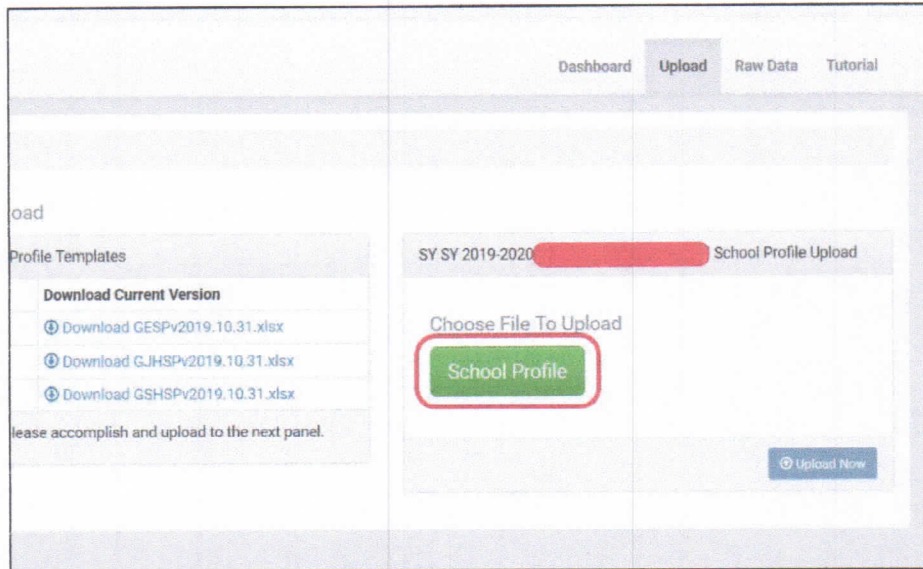 Dashboard Upload Raw Data Tutorial
oad
Profile Templates
Download Current Version
Download GESPv2019.10.31.xlsx
Download GJHSPv2019.10.31.xlsx
Download GSHSPv2019.10.31.xlsx
lease accomplish and upload to the next panel.
SY SY 2019-2020 School Profile Upload
Choose File To Upload
School Profile
Upload Now